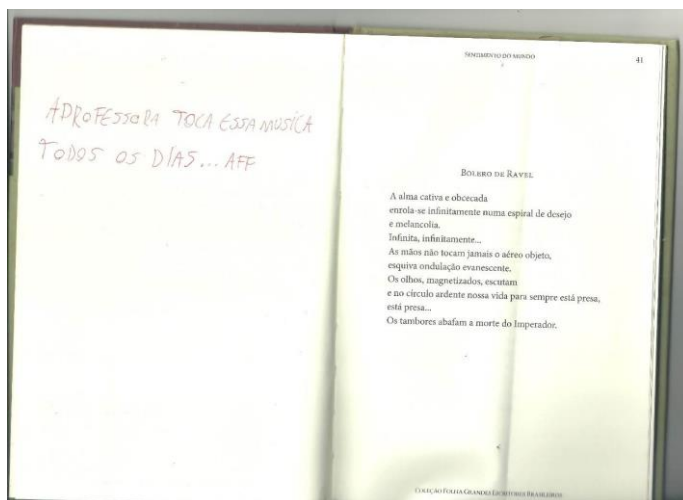 APROFESSORA TOCA ESSA MUSÍCA
TODOS OS DÍAS... AFF
SENTIMENTO DO MUNDO
41
BOLERO DE RAVEL
A alma cativa e obcecada
enrola-se infinitamente numa espiral de desejo
e melancolia.
Infinita, infinitamente...
As mãos não tocam jamais o aéreo objeto,
esquiva ondulação evanescente.
Os olhos, magnetizados, escutam
e no círculo ardente nossa vida para sempre está presa,
está presa...
Os tambores abafam a morte do Imperador.
COLEÇÃO FOLHA GRANDES ESCRITORES BRASILEIROS